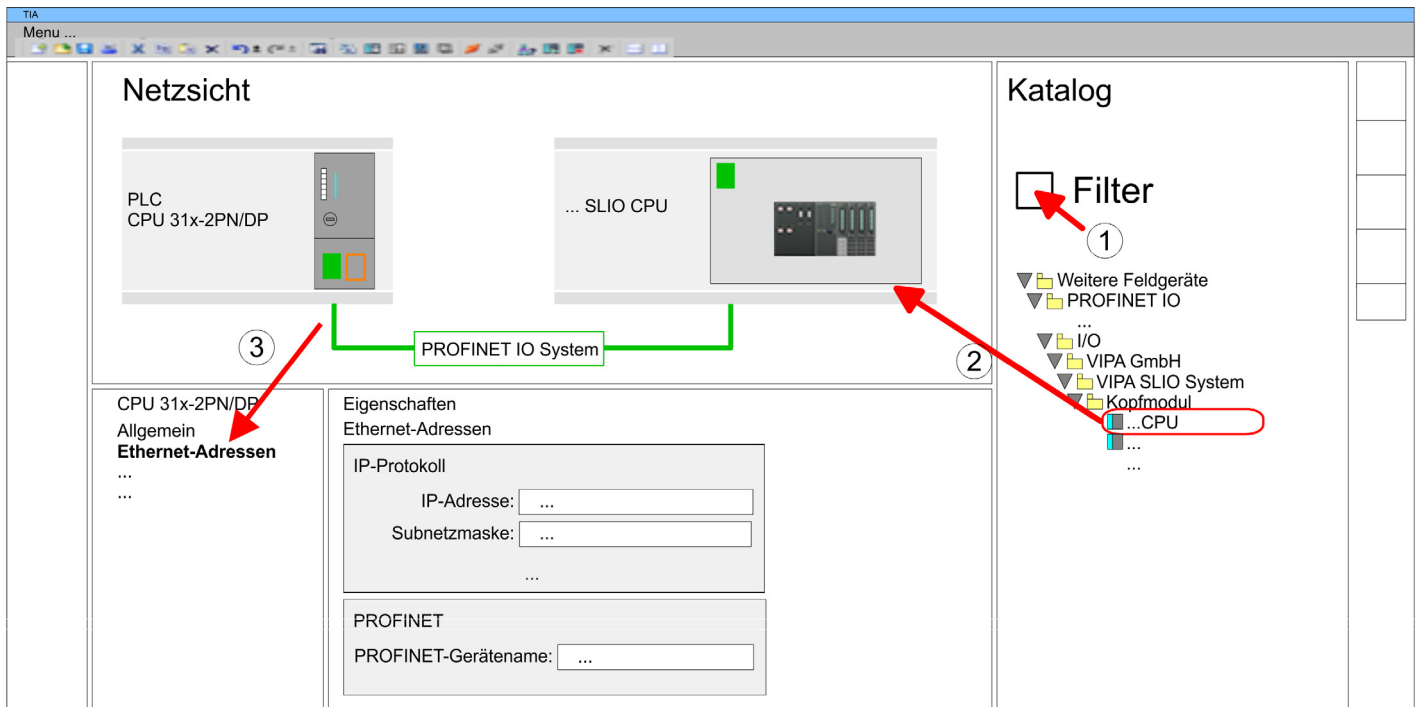 TIA
Menu ...
Netzsicht
PLC
CPU 31x-2PN/DP
... SLIO CPU
PROFINET IO System
3
2
Katalog
Filter
1
Weitere Feldgeräte
PROFINET IO
...
I/O
VIPA GmbH
VIPA SLIO System
Kopfmodul
...CPU
...
...
CPU 31x-2PN/DP
Allgemein
Ethernet-Adressen
...
...
Eigenschaften
Ethernet-Adressen
IP-Protokoll
IP-Adresse: ...
Subnetzmaske: ...
...
PROFINET
PROFINET-Gerätename: ...